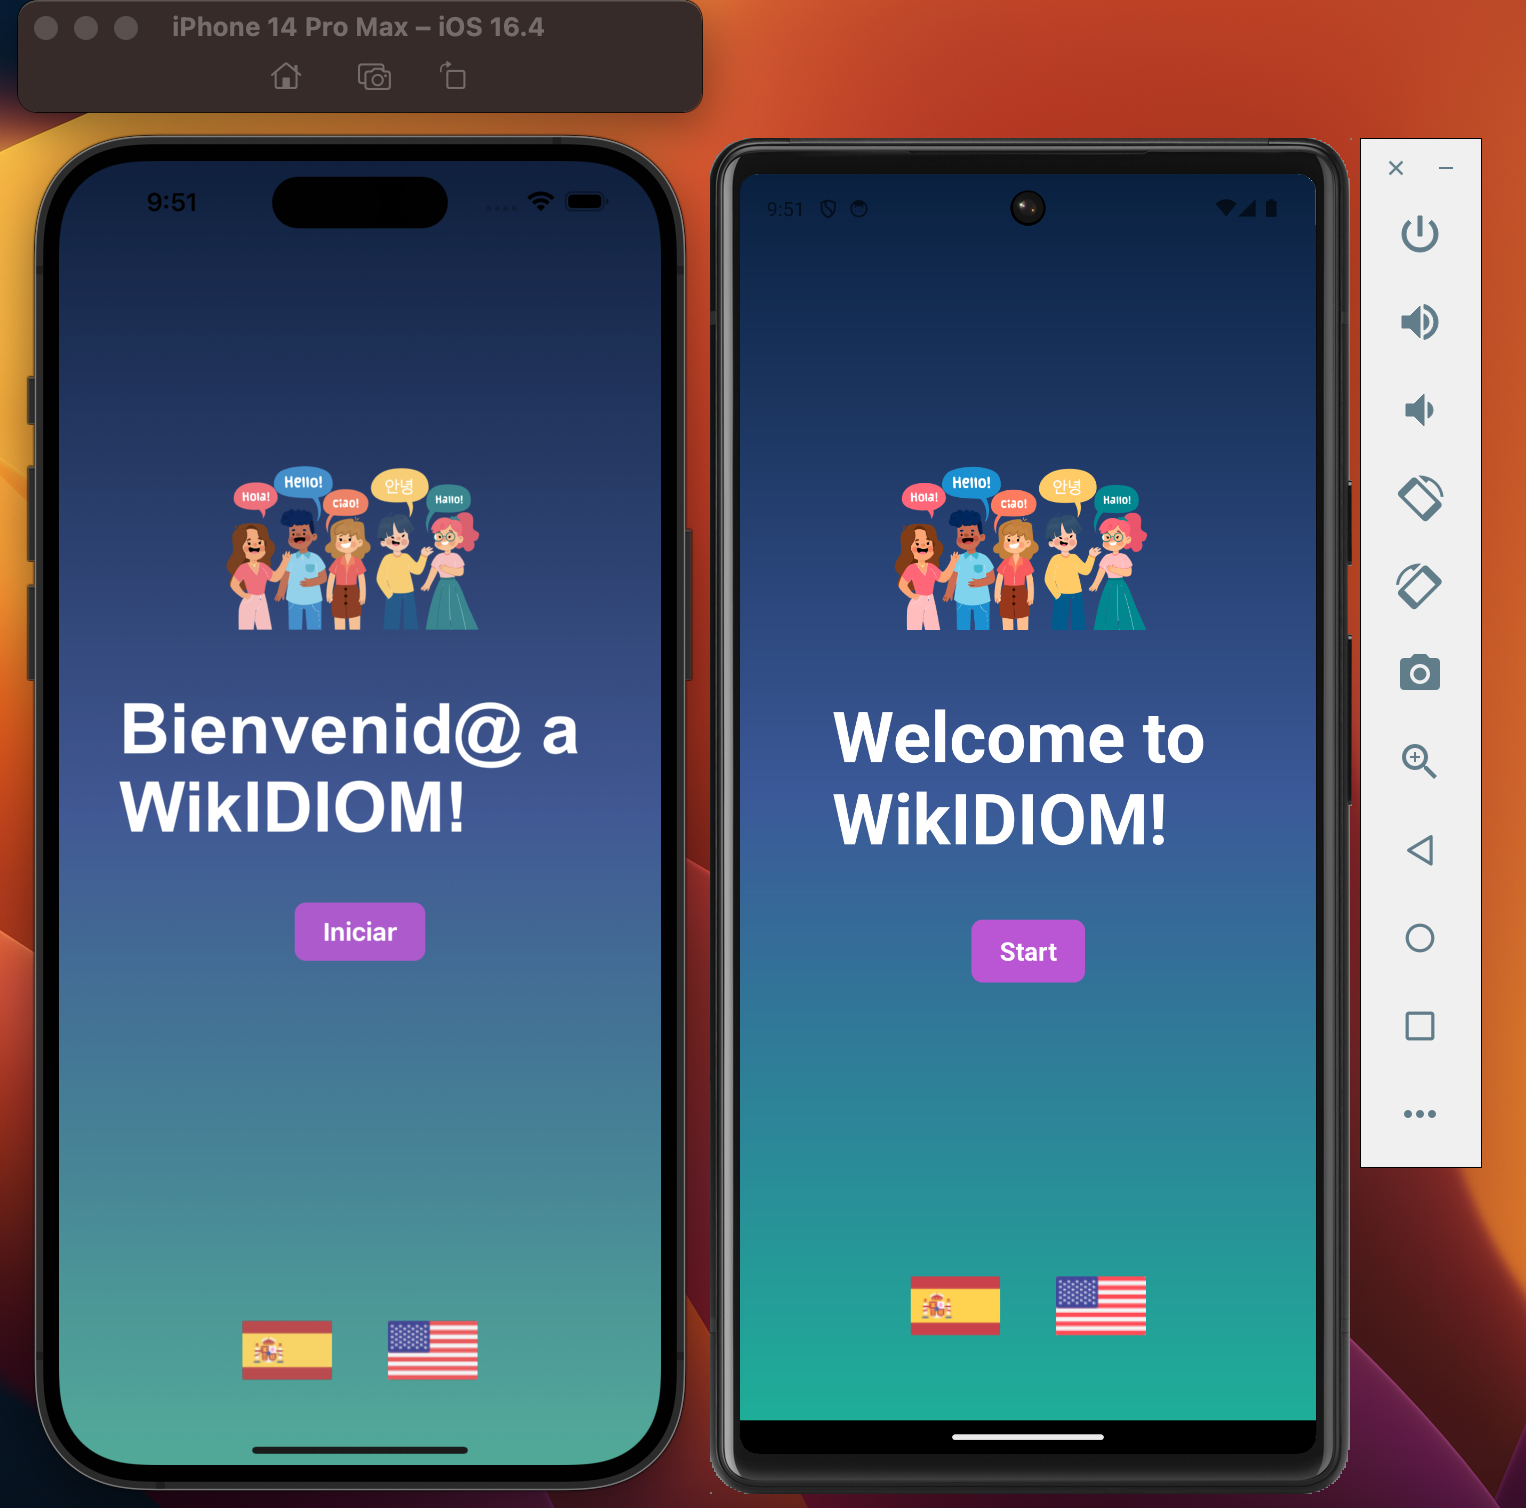 iPhone 14 Pro Max – iOS 16.4
9:51
Hola!
Hello!
Ciao!
안녕
Hallo!
Bienvenid@ a
WikIDIOM!
Iniciar
9:51
Hola!
Hello!
Ciao!
안녕
Hallo!
Welcome to
WikIDIOM!
Start